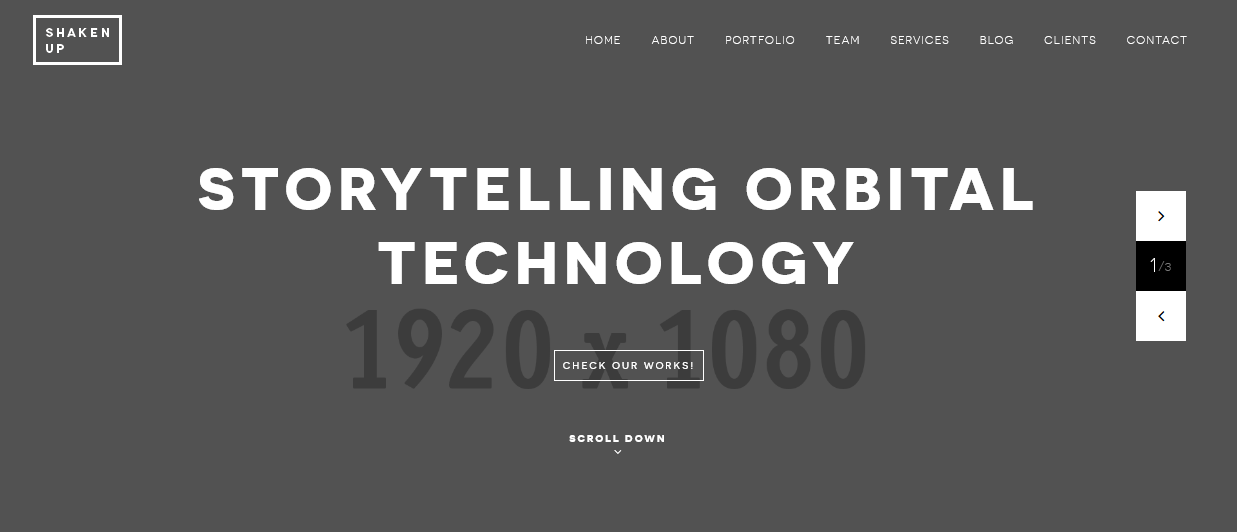 SHAKEN
UP
HOME ABOUT PORTFOLIO TEAM SERVICES BLOG CLIENTS CONTACT
STORYTELLING ORBITAL
TECHNOLOGY
1/3
1920 x 1080
CHECK OUR WORKS!
SCROLL DOWN